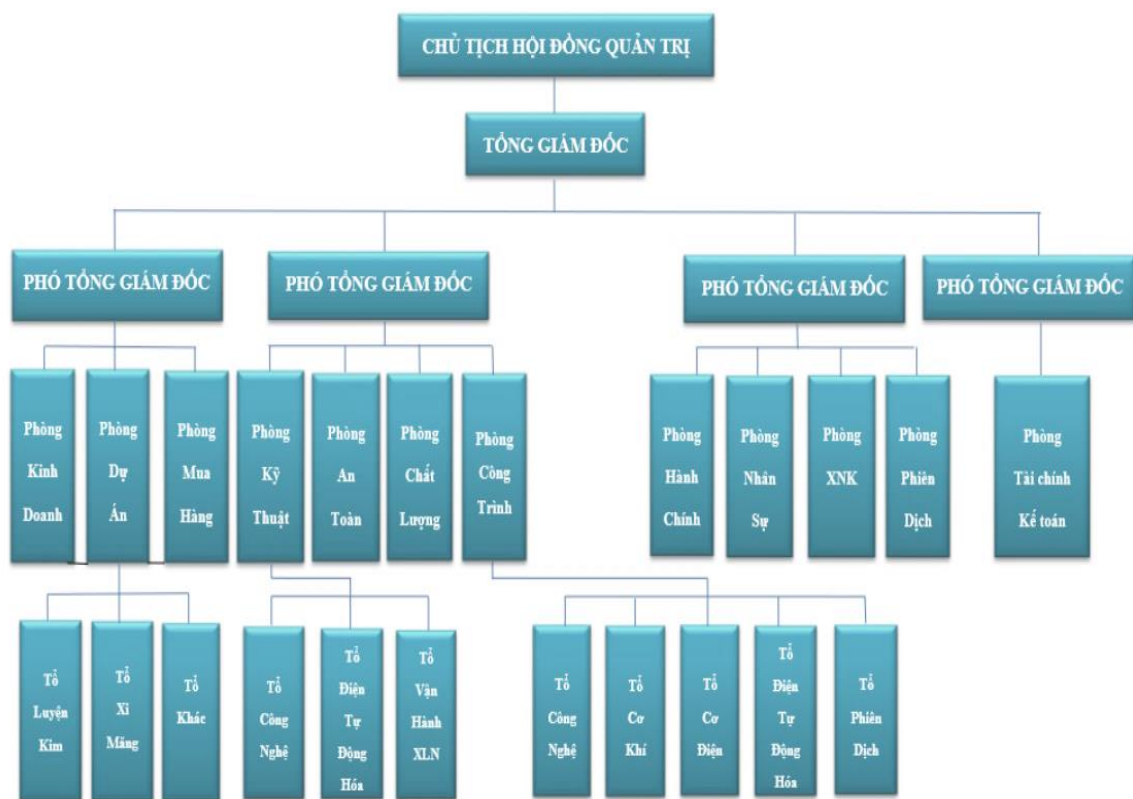 CHỦ TỊCH HỘI ĐỒNG QUẢN TRỊ
TỔNG GIÁM ĐỐC
PHÓ TỔNG GIÁM ĐỐC
PHÓ TỔNG GIÁM ĐỐC
PHÓ TỔNG GIÁM ĐỐC
PHÓ TỔNG GIÁM ĐỐC
Phòng
Kinh
Doanh
Phòng
Dự
Án
Phòng
Mua
Hàng
Phòng
Kỹ
Thuật
Phòng
An
Toàn
Phòng
Chất
Lượng
Phòng
Công
Trình
Phòng
Hành
Chính
Phòng
Nhân
Sự
Phòng
XNK
Phòng
Phiên
Dịch
Phòng
Tài chính
Kế toán
Tổ
Luyện
Kim
Tổ
Xi
Măng
Tổ
Khác
Tổ
Công
Nghệ
Tổ
Điện
Tự
Động
Hóa
Tổ
Vận
Hành
XLN
Tổ
Công
Nghệ
Tổ
Cơ
Khí
Tổ
Cơ
Điện
Tổ
Điện
Tự
Động
Hóa
Tổ
Phiên
Dịch